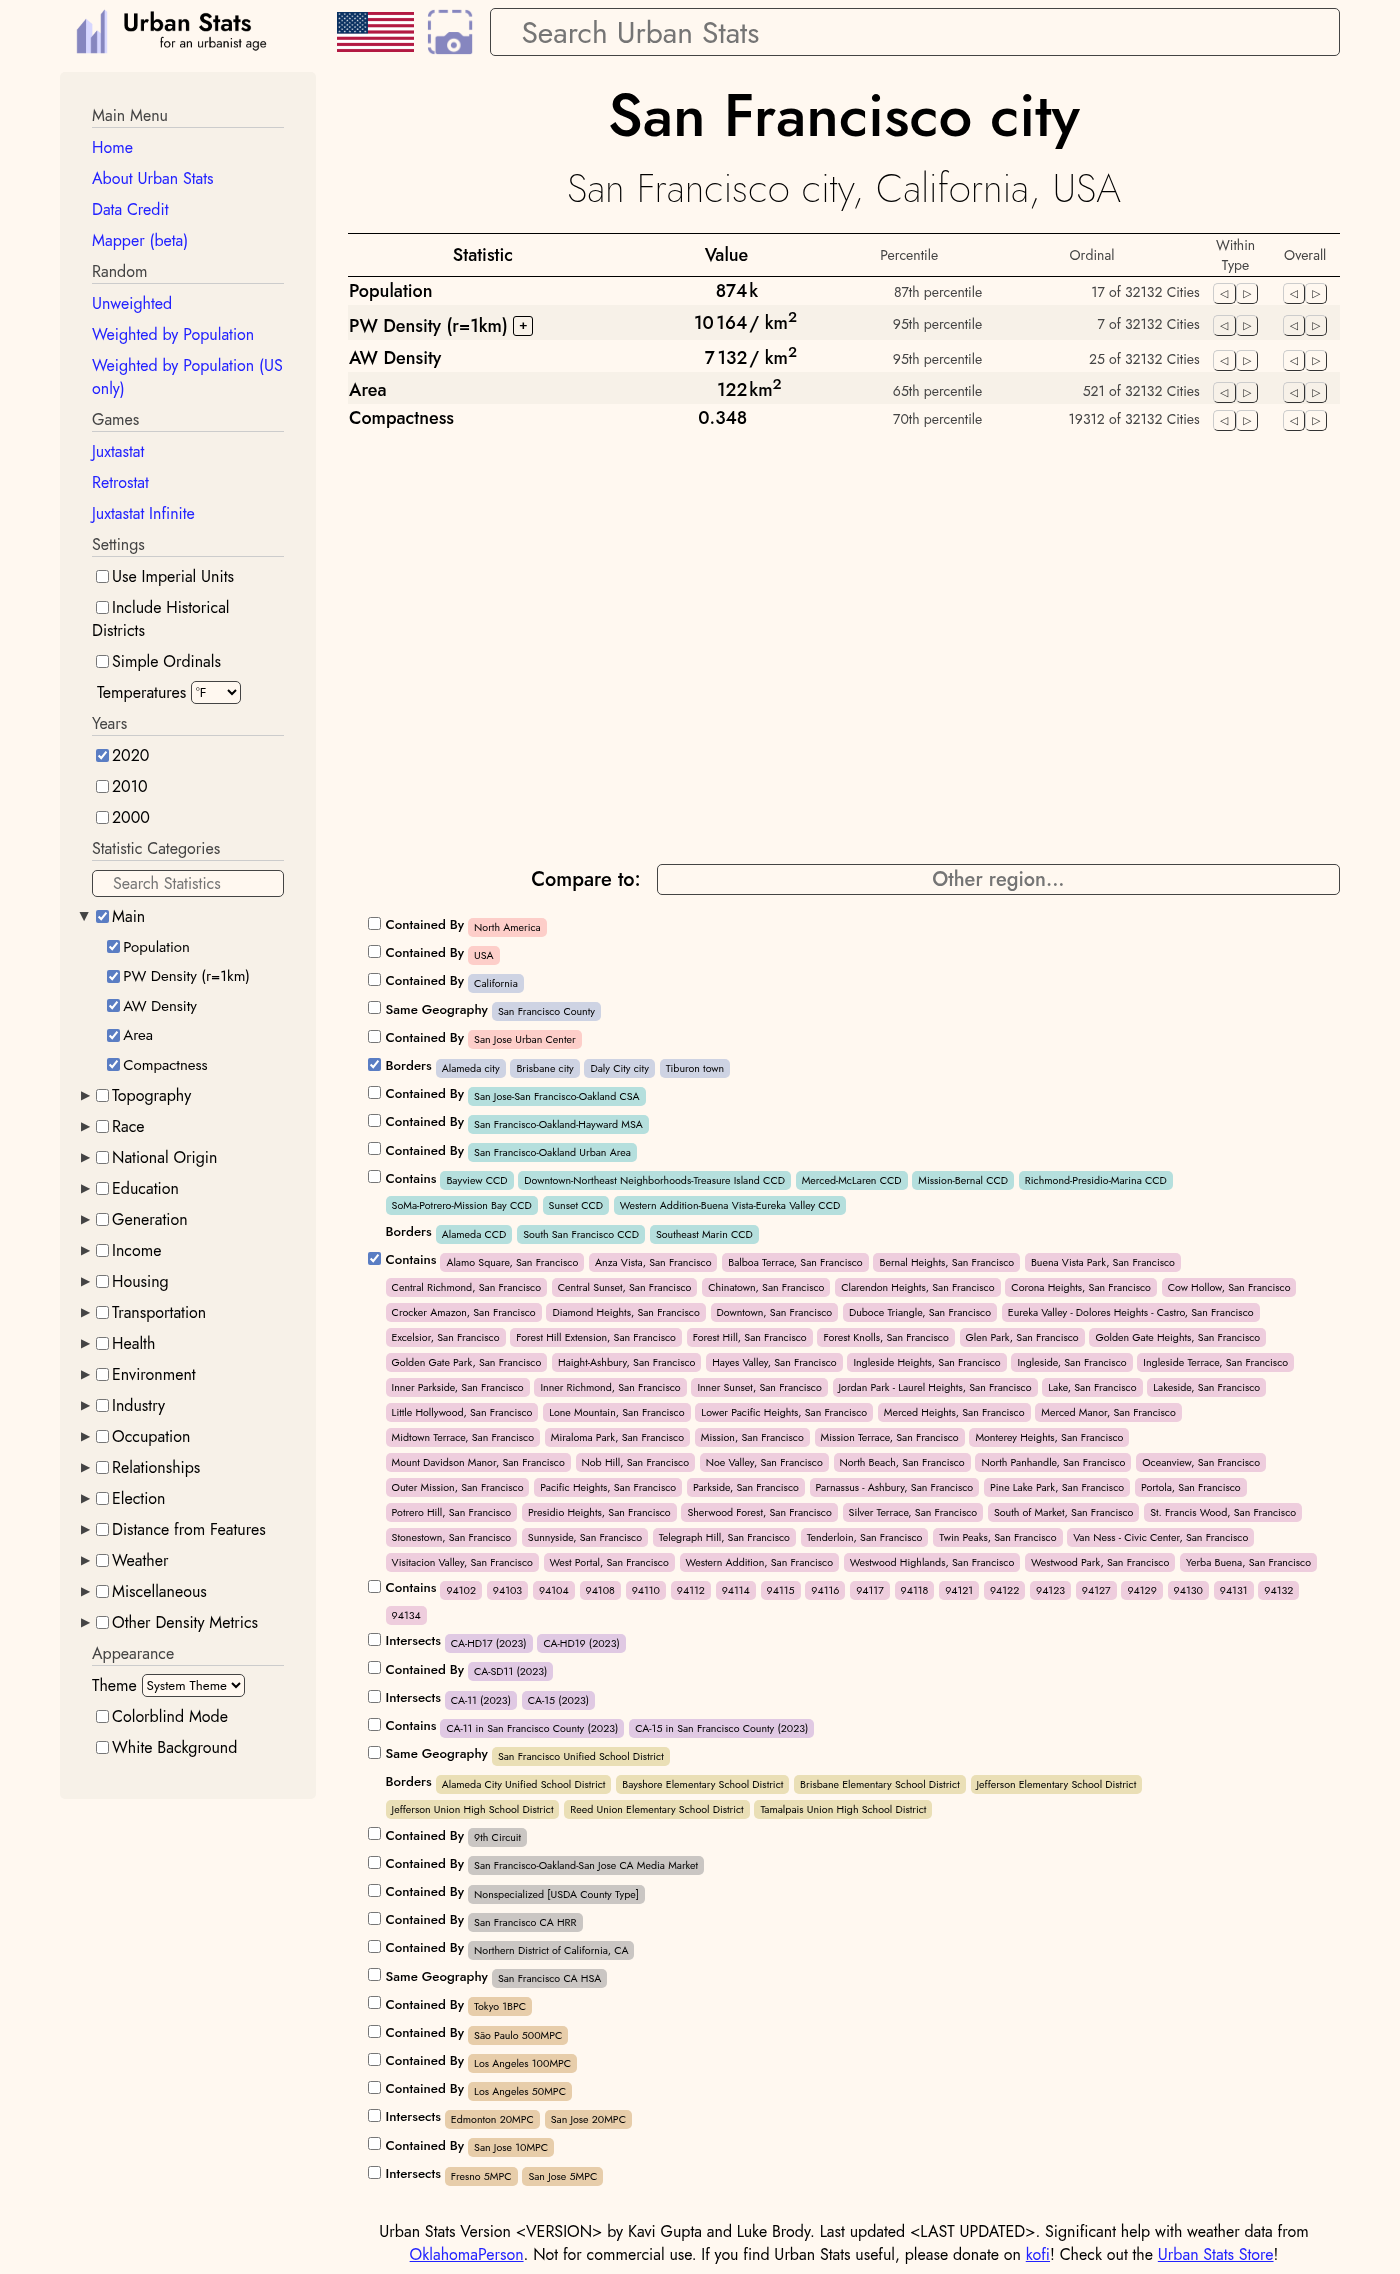 Urban Stats
for an urbanist age
Search Urban Stats
Main Menu
Home
About Urban Stats
Data Credit
Mapper (beta)
Random
Unweighted
Weighted by Population
Weighted by Population (US
only)
Games
Juxtastat
Retrostat
Juxtastat Infinite
Settings
Use Imperial Units
Include Historical
Districts
Simple Ordinals
Temperatures °F
Years
2020
2010
2000
Statistic Categories
Search Statistics
Main
Population
PW Density (r=1km)
AW Density
Area
Compactness
Topography
Race
National Origin
Education
Generation
Income
Housing
Transportation
Health
Environment
Industry
Occupation
Relationships
Election
Distance from Features
Weather
Miscellaneous
Other Density Metrics
Appearance
Theme System Theme
Colorblind Mode
White Background
San Francisco city
San Francisco city, California, USA
Statistic Value Percentile Ordinal Within Type Overall
Population 874k 87th percentile 17 of 32132 Cities
PW Density (r=1km) + 10 164/ km² 95th percentile 7 of 32132 Cities
AW Density 7 132/ km² 95th percentile 25 of 32132 Cities
Area 122km² 65th percentile 521 of 32132 Cities
Compactness 0.348 70th percentile 19312 of 32132 Cities
Compare to: Other region...
Contained By North America
Contained By USA
Contained By California
Same Geography San Francisco County
Contained By San Jose Urban Center
Borders Alameda city Brisbane city Daly City city Tiburon town
Contained By San Jose-San Francisco-Oakland CSA
Contained By San Francisco-Oakland-Hayward MSA
Contained By San Francisco-Oakland Urban Area
Contains Bayview CCD Downtown-Northeast Neighborhoods-Treasure Island CCD Merced-McLaren CCD Mission-Bernal CCD Richmond-Presidio-Marina CCD
SoMa-Potrero-Mission Bay CCD Sunset CCD Western Addition-Buena Vista-Eureka Valley CCD
Borders Alameda CCD South San Francisco CCD Southeast Marin CCD
Contains Alamo Square, San Francisco Anza Vista, San Francisco Balboa Terrace, San Francisco Bernal Heights, San Francisco Buena Vista Park, San Francisco
Central Richmond, San Francisco Central Sunset, San Francisco Chinatown, San Francisco Clarendon Heights, San Francisco Corona Heights, San Francisco Cow Hollow, San Francisco
Crocker Amazon, San Francisco Diamond Heights, San Francisco Downtown, San Francisco Duboce Triangle, San Francisco Eureka Valley - Dolores Heights - Castro, San Francisco
Excelsior, San Francisco Forest Hill Extension, San Francisco Forest Hill, San Francisco Forest Knolls, San Francisco Glen Park, San Francisco Golden Gate Heights, San Francisco
Golden Gate Park, San Francisco Haight-Ashbury, San Francisco Hayes Valley, San Francisco Ingleside Heights, San Francisco Ingleside, San Francisco Ingleside Terrace, San Francisco
Inner Parkside, San Francisco Inner Richmond, San Francisco Inner Sunset, San Francisco Jordan Park - Laurel Heights, San Francisco Lake, San Francisco Lakeside, San Francisco
Little Hollywood, San Francisco Lone Mountain, San Francisco Lower Pacific Heights, San Francisco Merced Heights, San Francisco Merced Manor, San Francisco
Midtown Terrace, San Francisco Miraloma Park, San Francisco Mission, San Francisco Mission Terrace, San Francisco Monterey Heights, San Francisco
Mount Davidson Manor, San Francisco Nob Hill, San Francisco Noe Valley, San Francisco North Beach, San Francisco North Panhandle, San Francisco Oceanview, San Francisco
Outer Mission, San Francisco Pacific Heights, San Francisco Parkside, San Francisco Parnassus - Ashbury, San Francisco Pine Lake Park, San Francisco Portola, San Francisco
Potrero Hill, San Francisco Presidio Heights, San Francisco Sherwood Forest, San Francisco Silver Terrace, San Francisco South of Market, San Francisco St. Francis Wood, San Francisco
Stonestown, San Francisco Sunnyside, San Francisco Telegraph Hill, San Francisco Tenderloin, San Francisco Twin Peaks, San Francisco Van Ness - Civic Center, San Francisco
Visitacion Valley, San Francisco West Portal, San Francisco Western Addition, San Francisco Westwood Highlands, San Francisco Westwood Park, San Francisco Yerba Buena, San Francisco
Contains 94102 94103 94104 94108 94110 94112 94114 94115 94116 94117 94118 94121 94122 94123 94127 94129 94130 94131 94132
94134
Intersects CA-HD17 (2023) CA-HD19 (2023)
Contained By CA-SD11 (2023)
Intersects CA-11 (2023) CA-15 (2023)
Contains CA-11 in San Francisco County (2023) CA-15 in San Francisco County (2023)
Same Geography San Francisco Unified School District
Borders Alameda City Unified School District Bayshore Elementary School District Brisbane Elementary School District Jefferson Elementary School District
Jefferson Union High School District Reed Union Elementary School District Tamalpais Union High School District
Contained By 9th Circuit
Contained By San Francisco-Oakland-San Jose CA Media Market
Contained By Nonspecialized [USDA County Type]
Contained By San Francisco CA HRR
Contained By Northern District of California, CA
Same Geography San Francisco CA HSA
Contained By Tokyo 1BPC
Contained By São Paulo 500MPC
Contained By Los Angeles 100MPC
Contained By Los Angeles 50MPC
Intersects Edmonton 20MPC San Jose 20MPC
Contained By San Jose 10MPC
Intersects Fresno 5MPC San Jose 5MPC
Urban Stats Version <VERSION> by Kavi Gupta and Luke Brody. Last updated <LAST UPDATED>. Significant help with weather data from
OklahomaPerson. Not for commercial use. If you find Urban Stats useful, please donate on kofi! Check out the Urban Stats Store!